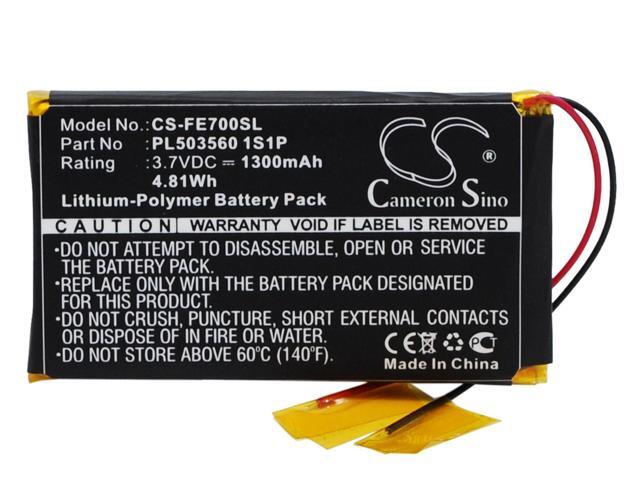 Model No.: CS-FE700SL
Part No : PL503560 1S1P
Rating : 3.7VDC ⎓ 1300mAh
4.81Wh
Lithium-Polymer Battery Pack
Cameron Sino
®
CAUTION WARRANTY VOID IF LABEL IS REMOVED
•DO NOT ATTEMPT TO DISASSEMBLE, OPEN OR SERVICE
THE BATTERY PACK.
•REPLACE ONLY WITH THE BATTERY PACK DESIGNATED
FOR THIS PRODUCT.
•DO NOT CRUSH, PUNCTURE, SHORT EXTERNAL CONTACTS
OR DISPOSE OF IN FIRE OR WATER.
•DO NOT STORE ABOVE 60°C (140°F).
CE FC
Made In China